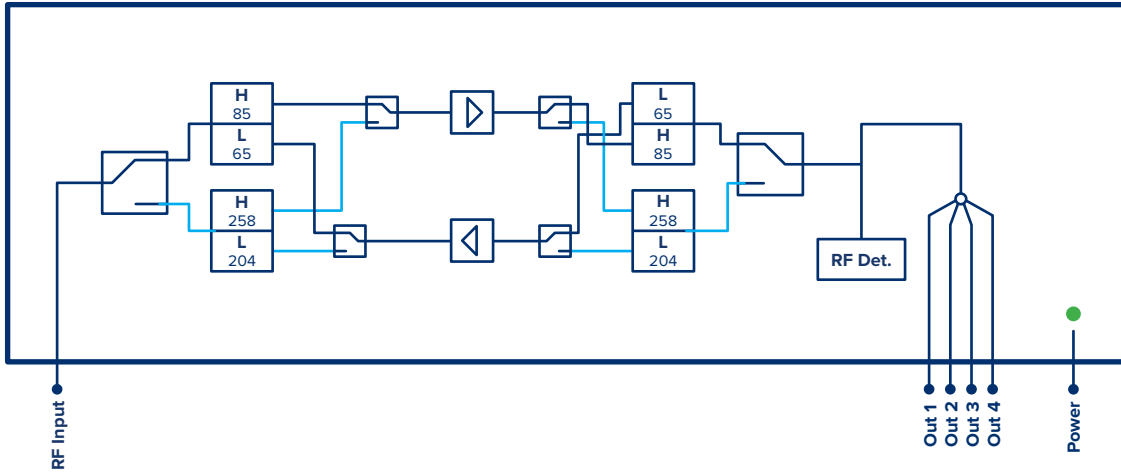 H
85
L
65
H
258
L
204
L
65
H
85
H
258
L
204
RF Det.
RF Input
Out 1
Out 2
Out 3
Out 4
Power